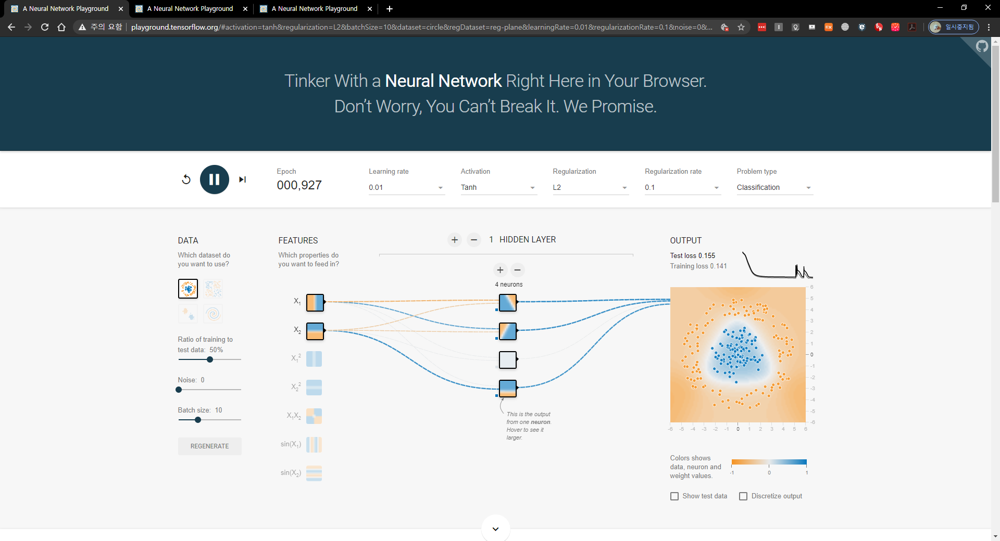 A Neural Network Playground
A Neural Network Playground
A Neural Network Playground
주의 요함
playground.tensorflow.org/#activation=tanh&regularization=L2&batchSize=10&dataset=circle&regDataset=reg-plane&learningRate=0.01&regularizationRate=0.1&noise=0&...
일시중지됨
Tinker With a Neural Network Right Here in Your Browser.
Don't Worry, You Can't Break It. We Promise.
Epoch
000,927
Learning rate
0.01
Activation
Tanh
Regularization
L2
Regularization rate
0.1
Problem type
Classification
DATA
Which dataset do
you want to use?
Ratio of training to
test data: 50%
Noise: 0
Batch size: 10
REGENERATE
FEATURES
Which properties do
you want to feed in?
X₁
X₂
X₁²
X₂²
X₁X₂
sin(X₁)
sin(X₂)
1 HIDDEN LAYER
4 neurons
This is the output
from one neuron.
Hover to see it
larger.
OUTPUT
Test loss 0.155
Training loss 0.141
6
5
4
3
2
1
0
-1
-2
-3
-4
-5
-6
-6 -5 -4 -3 -2 -1 0 1 2 3 4 5 6
Colors shows
data, neuron and
weight values.
-1 0 1
Show test data
Discretize output